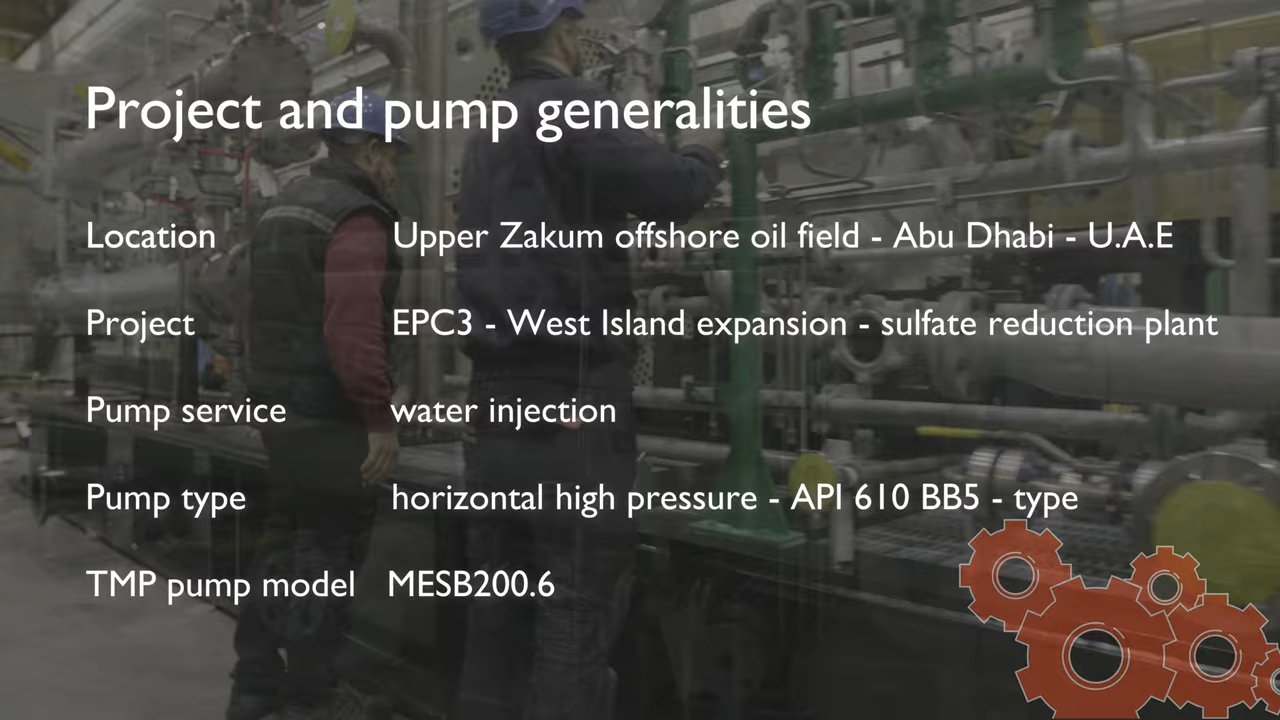 Project and pump generalities
Location Upper Zakum offshore oil field - Abu Dhabi - U.A.E
Project EPC3 - West Island expansion - sulfate reduction plant
Pump service water injection
Pump type horizontal high pressure - API 610 BB5 - type
TMP pump model MESB200.6